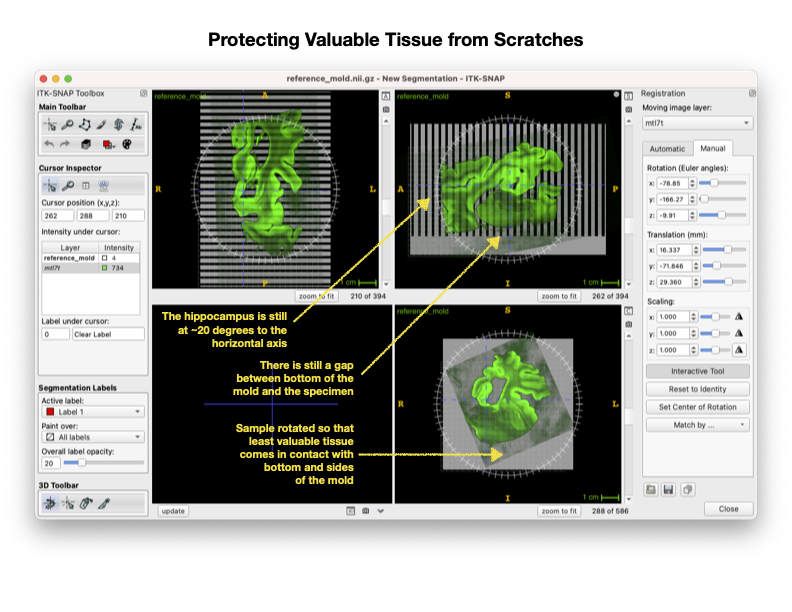 Protecting Valuable Tissue from Scratches
reference_mold.nii.gz - New Segmentation - ITK-SNAP
ITK-SNAP Toolbox
Main Toolbar
Cursor Inspector
Cursor position (x,y,z):
262 288 210
Intensity under cursor:
Layer Intensity
reference_mold 4
mtl7t 734
Label under cursor:
0 Clear Label
Segmentation Labels
Active label:
Label 1
Paint over:
All labels
Overall label opacity:
20
3D Toolbar
reference_mold
A
R
L
P
1 cm
zoom to fit 210 of 394
reference_mold
S
A
P
I
1 cm
zoom to fit 262 of 394
The hippocampus is still
at ~20 degrees to the
horizontal axis
There is still a gap
between bottom of the
mold and the specimen
Sample rotated so that
least valuable tissue
comes in contact with
bottom and sides
of the mold
update
reference_mold
S
R
L
I
1 cm
zoom to fit 288 of 586
Registration
Moving image layer:
mtl7t
Automatic Manual
Rotation (Euler angles):
x: -78.85
y: -166.27
z: -9.91
Translation (mm):
x: 16.337
y: -71.846
z: 29.360
Scaling:
x: 1.000
y: 1.000
z: 1.000
Interactive Tool
Reset to Identity
Set Center of Rotation
Match by ...
Close